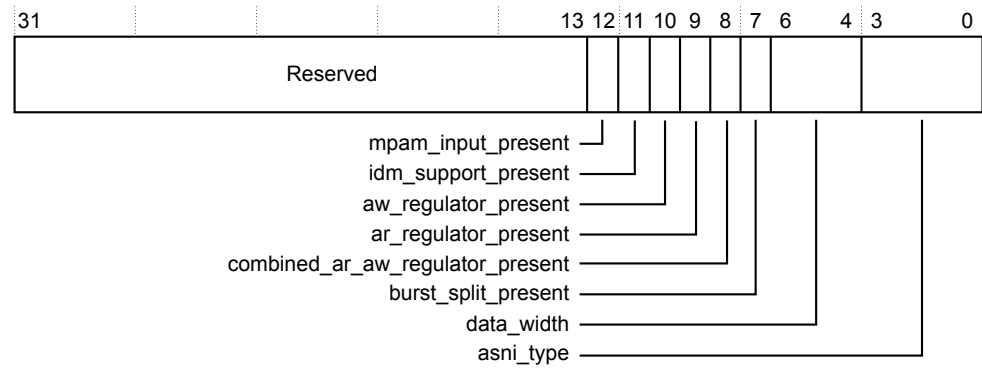 31 13 12 11 10 9 8 7 6 4 3 0
Reserved
mpam_input_present
idm_support_present
aw_regulator_present
ar_regulator_present
combined_ar_aw_regulator_present
burst_split_present
data_width
asni_type